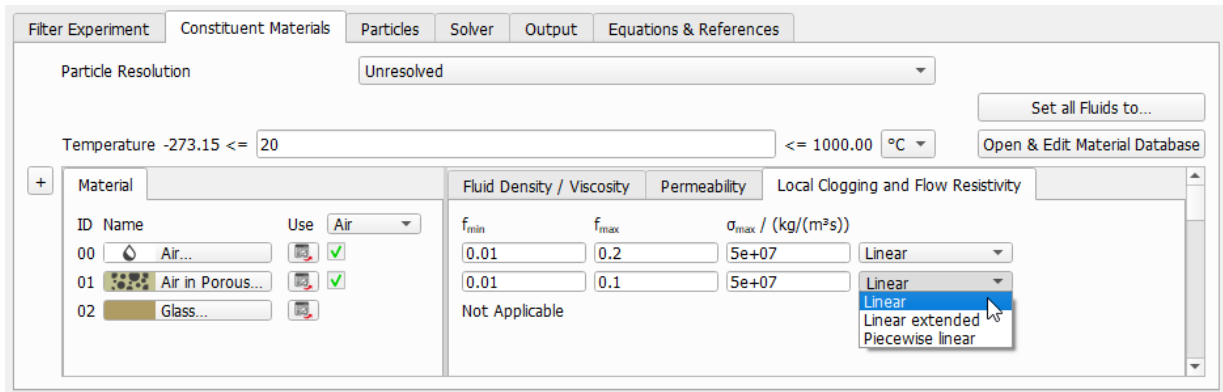 Filter Experiment Constituent Materials Particles Solver Output Equations & References
Particle Resolution Unresolved
Set all Fluids to...
Temperature -273.15 <= 20 <= 1000.00 °C Open & Edit Material Database
+ Material Fluid Density / Viscosity Permeability Local Clogging and Flow Resistivity
ID Name Use Air fmin fmax σmax / (kg/(m³s))
00 Air... 0.01 0.2 5e+07 Linear
01 Air in Porous... 0.01 0.1 5e+07 Linear
02 Glass... Not Applicable
Linear
Linear extended
Piecewise linear